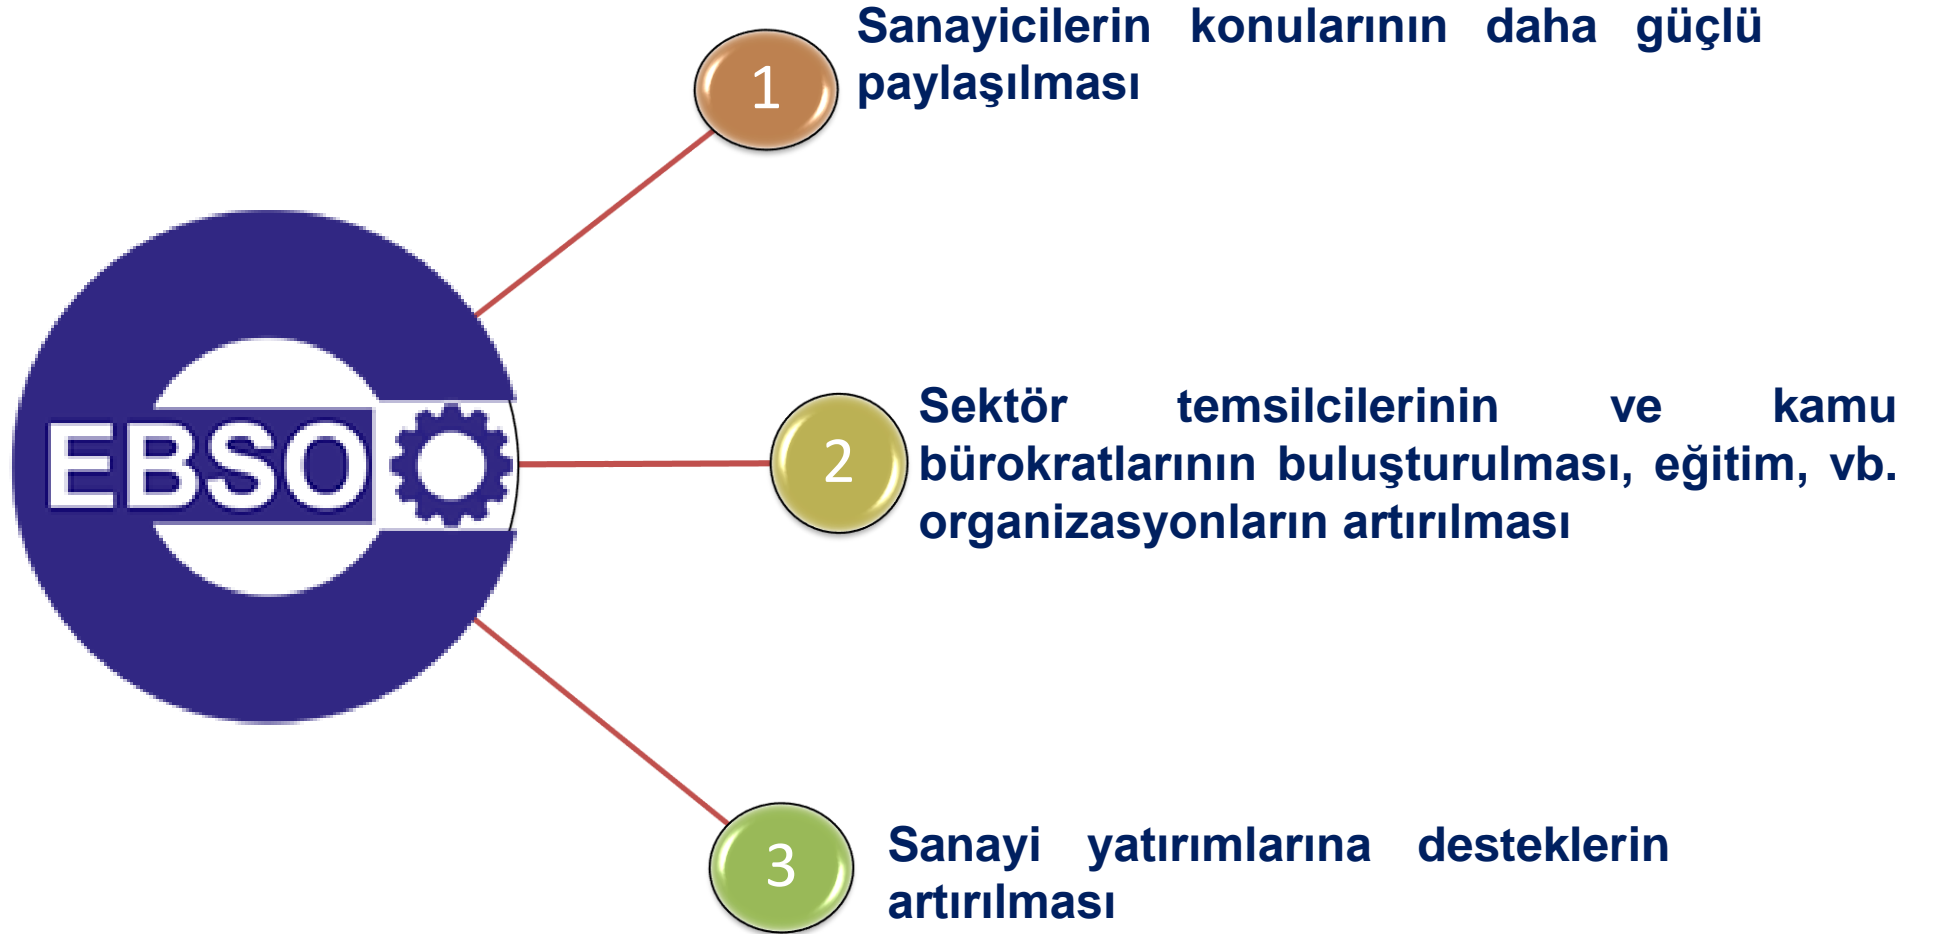 Sanayicilerin konularının daha güçlü
1
paylaşılması
EBSO
2
Sektör temsilcilerinin ve kamu
bürokratlarının buluşturulması, eğitim, vb.
organizasyonların artırılması
3
Sanayi yatırımlarına desteklerin
artırılması